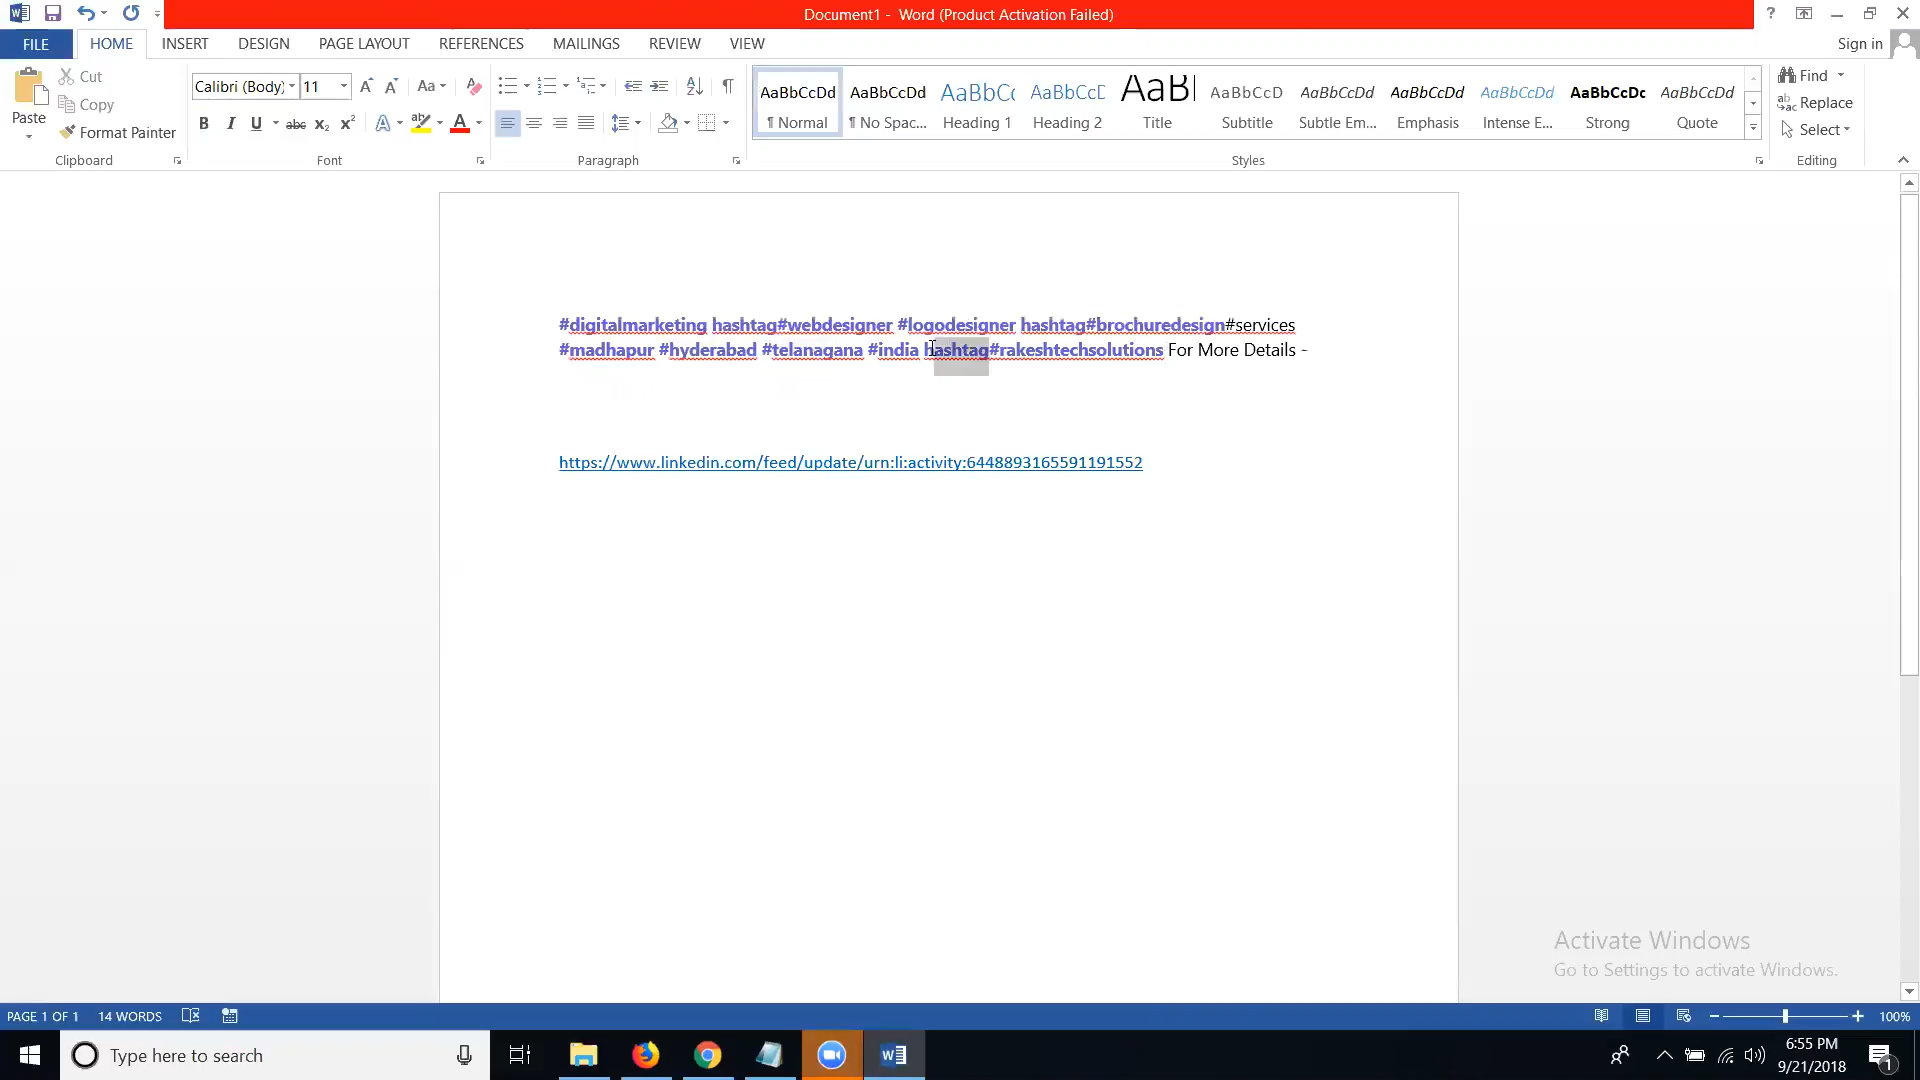 Document1 - Word (Product Activation Failed)
FILE HOME INSERT DESIGN PAGE LAYOUT REFERENCES MAILINGS REVIEW VIEW Sign in
Paste
Cut
Copy
Format Painter
Clipboard
Calibri (Body) 11
Font
Paragraph
AaBbCcDd AaBbCcDd AaBbCc AaBbCcC AaBl AaBbCcD AaBbCcDd AaBbCcDd AaBbCcDd AaBbCcDc AaBbCcDd
¶ Normal ¶ No Spac... Heading 1 Heading 2 Title Subtitle Subtle Em... Emphasis Intense E... Strong Quote
Styles
Find
Replace
Select
Editing
#digitalmarketing hashtag#webdesigner #logodesigner hashtag#brochuredesign#services
#madhapur #hyderabad #telanagana #india hashtag#rakeshtechsolutions For More Details -
https://www.linkedin.com/feed/update/urn:li:activity:6448893165591191552
Activate Windows
Go to Settings to activate Windows.
PAGE 1 OF 1 14 WORDS 100%
Type here to search
6:55 PM
9/21/2018
1